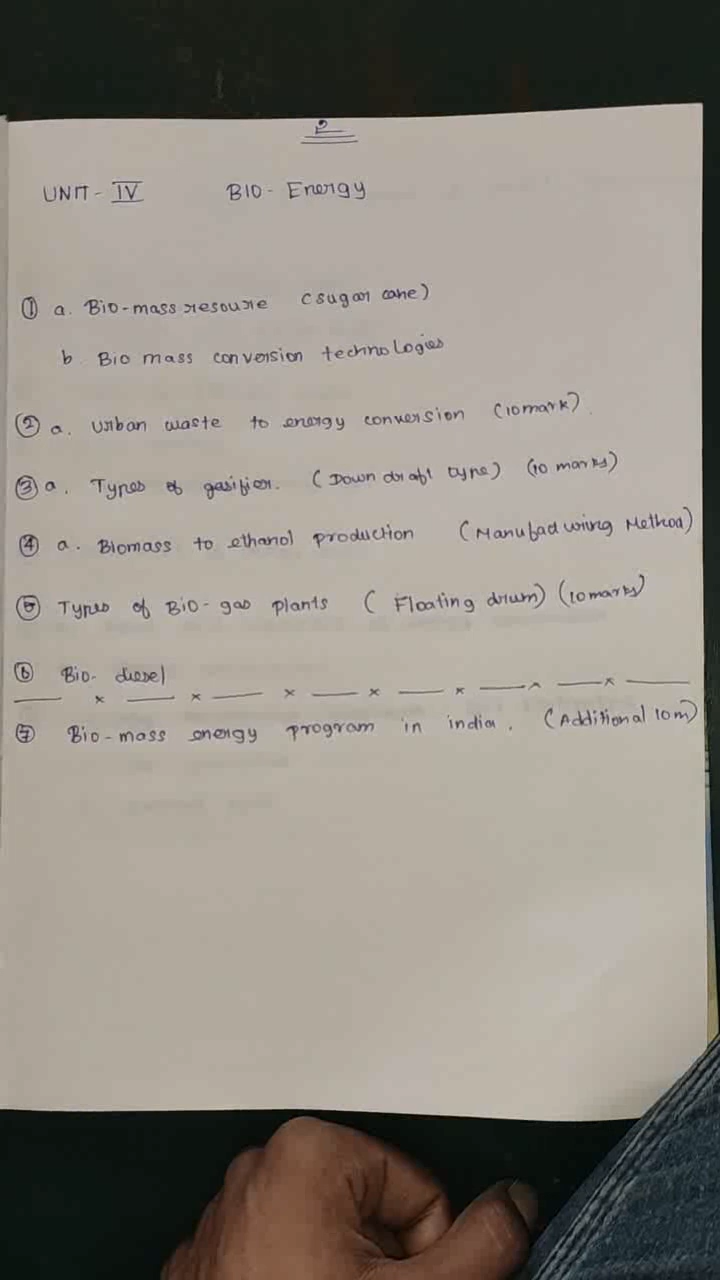 P
UNIT - IV BIO - Energy
① a. Bio-mass resoure (sugar cane)
b. Bio mass conversion technologies
② a. Urban waste to energy conversion (10mark).
③ a. Types of gasifier. (Down draft type) (10 marks)
④ a. Biomass to ethanol production (Manufaduring Method)
⑤ Types of Bio-gas plants (Floating drum) (10marks)
⑥ Bio-diesel
⑦ Bio-mass energy program in india. (Additional 10m)